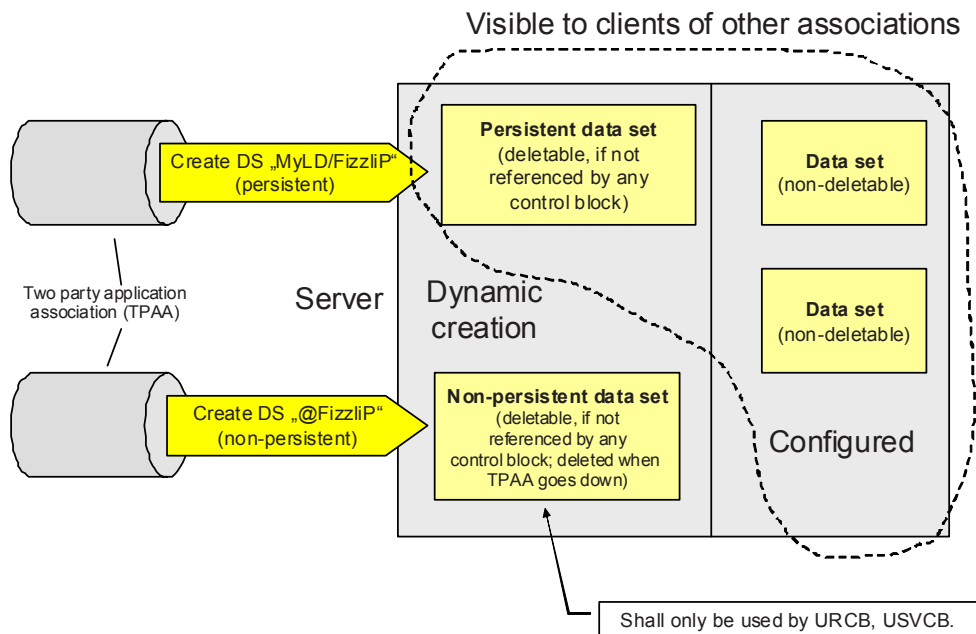 Visible to clients of other associations
Create DS „MyLD/FizzliP“
(persistent)
Persistent data set
(deletable, if not
referenced by any
control block)
Data set
(non-deletable)
Two party application
association (TPAA)
Server
Dynamic
creation
Data set
(non-deletable)
Create DS „@FizzliP“
(non-persistent)
Non-persistent data set
(deletable, if not
referenced by any
control block; deleted when
TPAA goes down)
Configured
Shall only be used by URCB, USVCB.